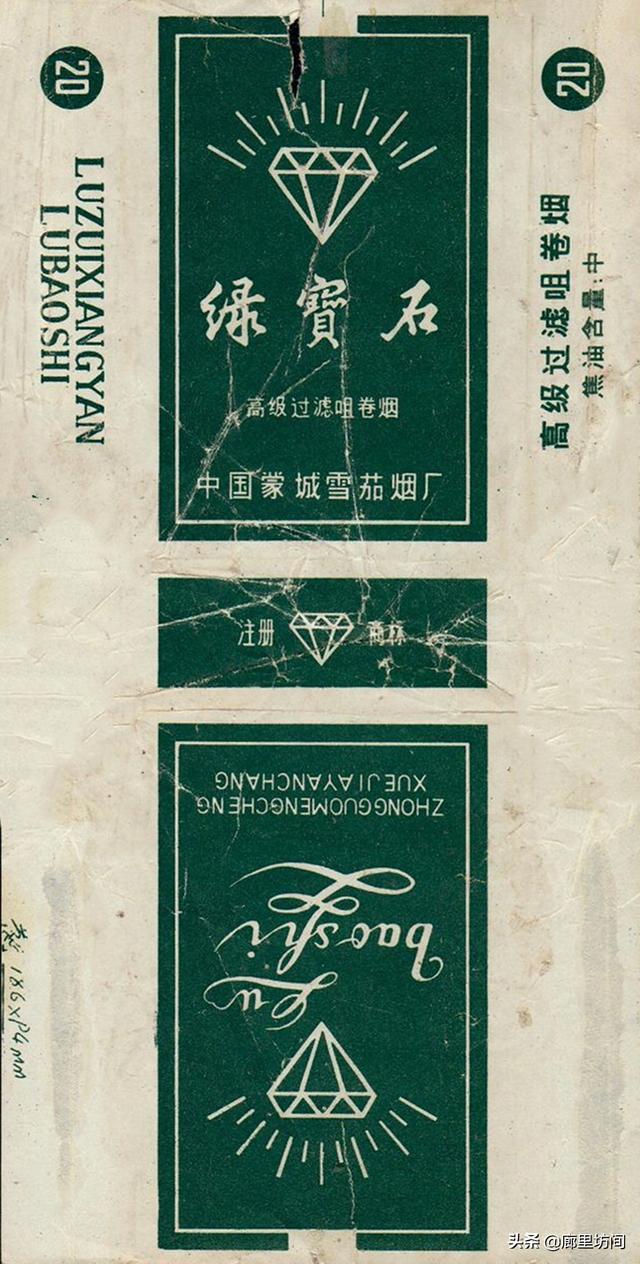 20
LUZUIXIANGYAN
LUBAOSHI
绿寶石
高级过滤咀卷烟
中国蒙城雪茄烟厂
20
高级过滤咀卷烟
焦油含量:中
注册 商标
Lu
baoshi
ZHONGGUOMENGCHENG
XUEJIAYANCHANG
头条 @廊里坊间